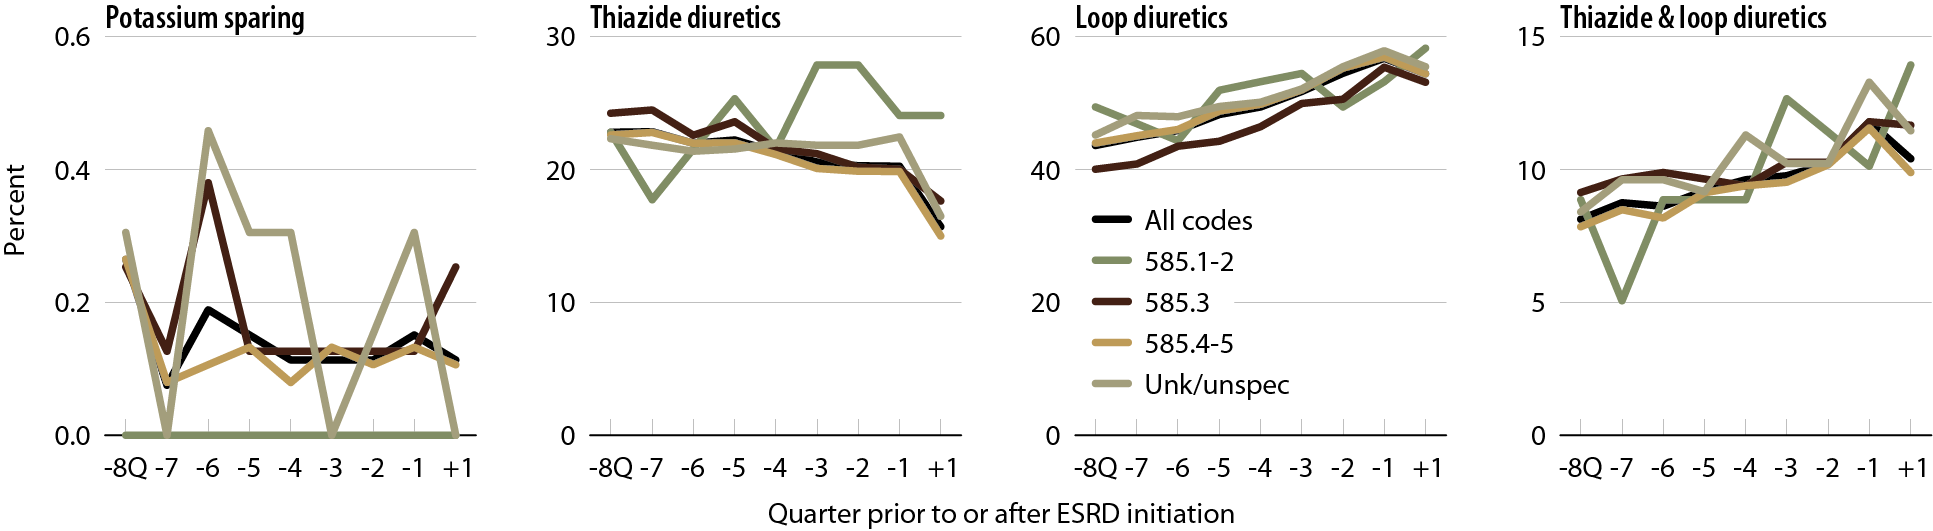 Potassium sparing
Thiazide diuretics
Loop diuretics
Thiazide & loop diuretics
Percent
0.6
0.4
0.2
0.0
-8Q -7 -6 -5 -4 -3 -2 -1 +1
30
20
10
0
-8Q -7 -6 -5 -4 -3 -2 -1 +1
60
40
20
0
All codes
585.1-2
585.3
585.4-5
Unk/unspec
-8Q -7 -6 -5 -4 -3 -2 -1 +1
15
10
5
0
-8Q -7 -6 -5 -4 -3 -2 -1 +1
Quarter prior to or after ESRD initiation